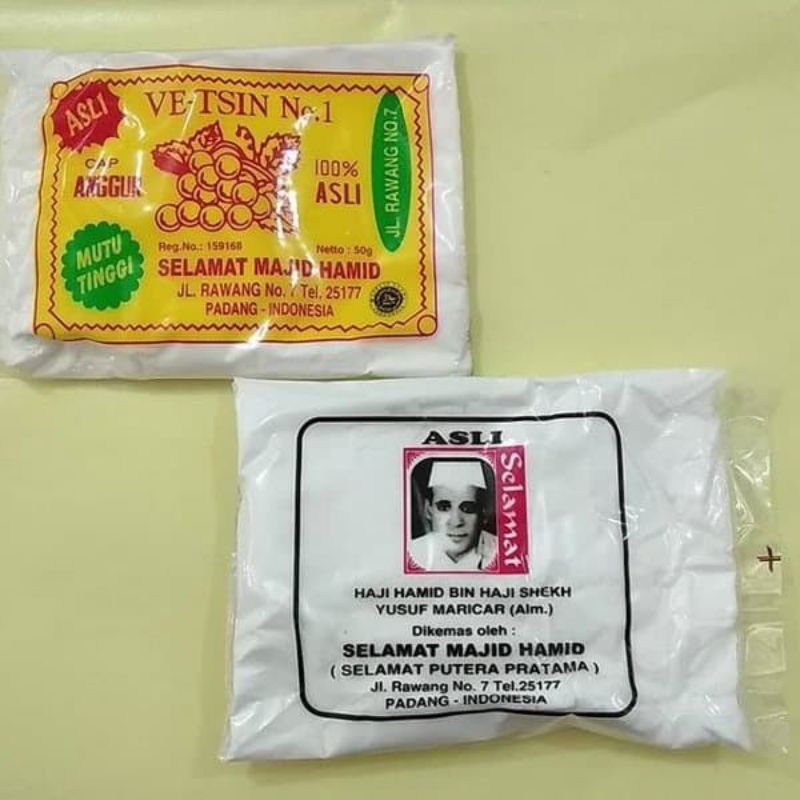 ASLI
VE-TSIN No.1
CAP
ANGGUR
100%
ASLI
JL. RAWANG NO.7
MUTU
TINGGI
Reg.No.: 159168
Netto : 50g
SELAMAT MAJID HAMID
JL. RAWANG No. 7 Tel. 25177
PADANG - INDONESIA
ASLI
Selamat
HAJI HAMID BIN HAJI SHEKH
YUSUF MARICAR (Alm.)
Dikemas oleh :
SELAMAT MAJID HAMID
( SELAMAT PUTERA PRATAMA )
Jl. Rawang No. 7 Tel.25177
PADANG - INDONESIA